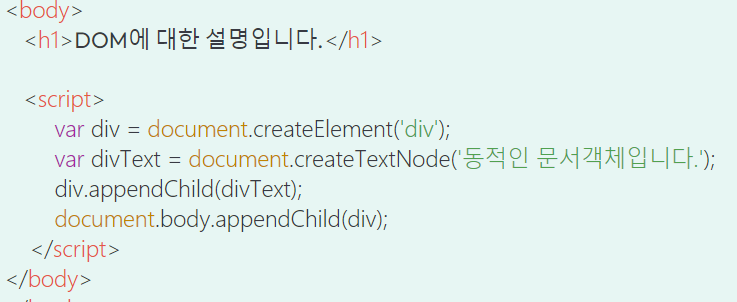 <body>
<h1>DOM에 대한 설명입니다.</h1>
<script>
var div = document.createElement('div');
var divText = document.createTextNode('동적인 문서객체입니다.');
div.appendChild(divText);
document.body.appendChild(div);
</script>
</body>